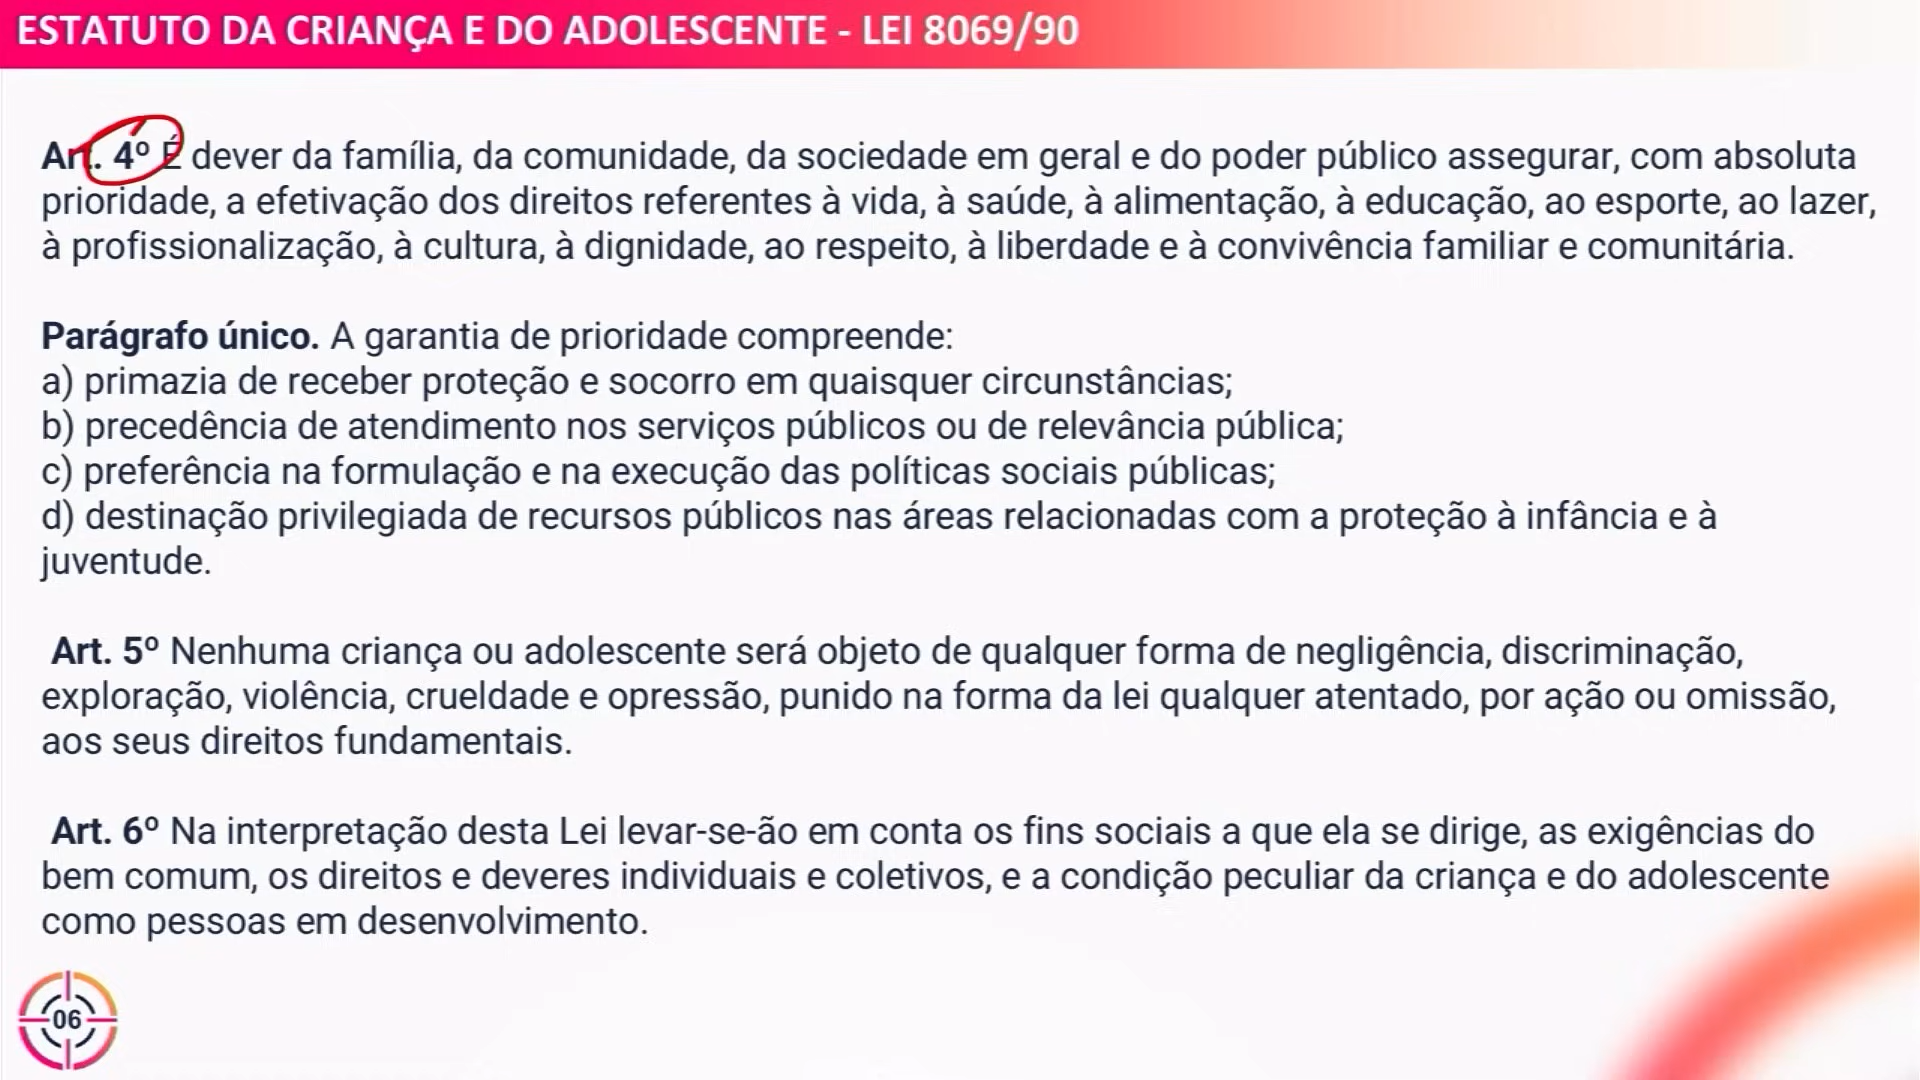 ESTATUTO DA CRIANÇA E DO ADOLESCENTE - LEI 8069/90
Art. 4º É dever da família, da comunidade, da sociedade em geral e do poder público assegurar, com absoluta
prioridade, a efetivação dos direitos referentes à vida, à saúde, à alimentação, à educação, ao esporte, ao lazer,
à profissionalização, à cultura, à dignidade, ao respeito, à liberdade e à convivência familiar e comunitária.
Parágrafo único. A garantia de prioridade compreende:
a) primazia de receber proteção e socorro em quaisquer circunstâncias;
b) precedência de atendimento nos serviços públicos ou de relevância pública;
c) preferência na formulação e na execução das políticas sociais públicas;
d) destinação privilegiada de recursos públicos nas áreas relacionadas com a proteção à infância e à
juventude.
Art. 5º Nenhuma criança ou adolescente será objeto de qualquer forma de negligência, discriminação,
exploração, violência, crueldade e opressão, punido na forma da lei qualquer atentado, por ação ou omissão,
aos seus direitos fundamentais.
Art. 6º Na interpretação desta Lei levar-se-ão em conta os fins sociais a que ela se dirige, as exigências do
bem comum, os direitos e deveres individuais e coletivos, e a condição peculiar da criança e do adolescente
como pessoas em desenvolvimento.
06